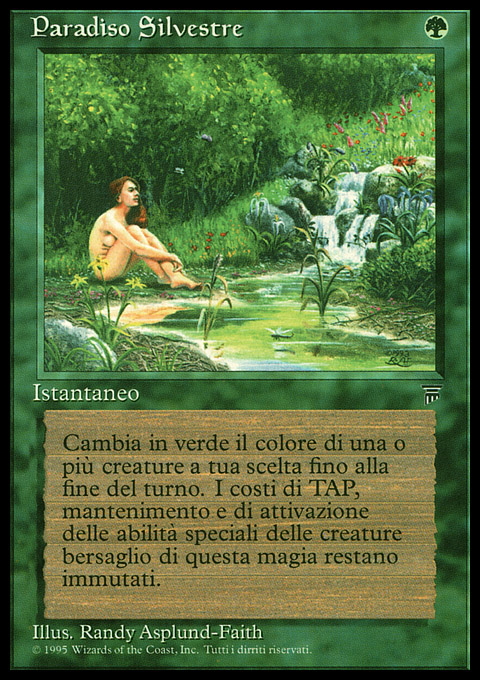 Paradiso Silvestre
Istantaneo
Cambia in verde il colore di una o
più creature a tua scelta fino alla
fine del turno. I costi di TAP,
mantenimento e di attivazione
delle abilità speciali delle creature
bersaglio di questa magia restano
immutati.
Illus. Randy Asplund-Faith
© 1995 Wizards of the Coast, Inc. Tutti i dirriti riservati.